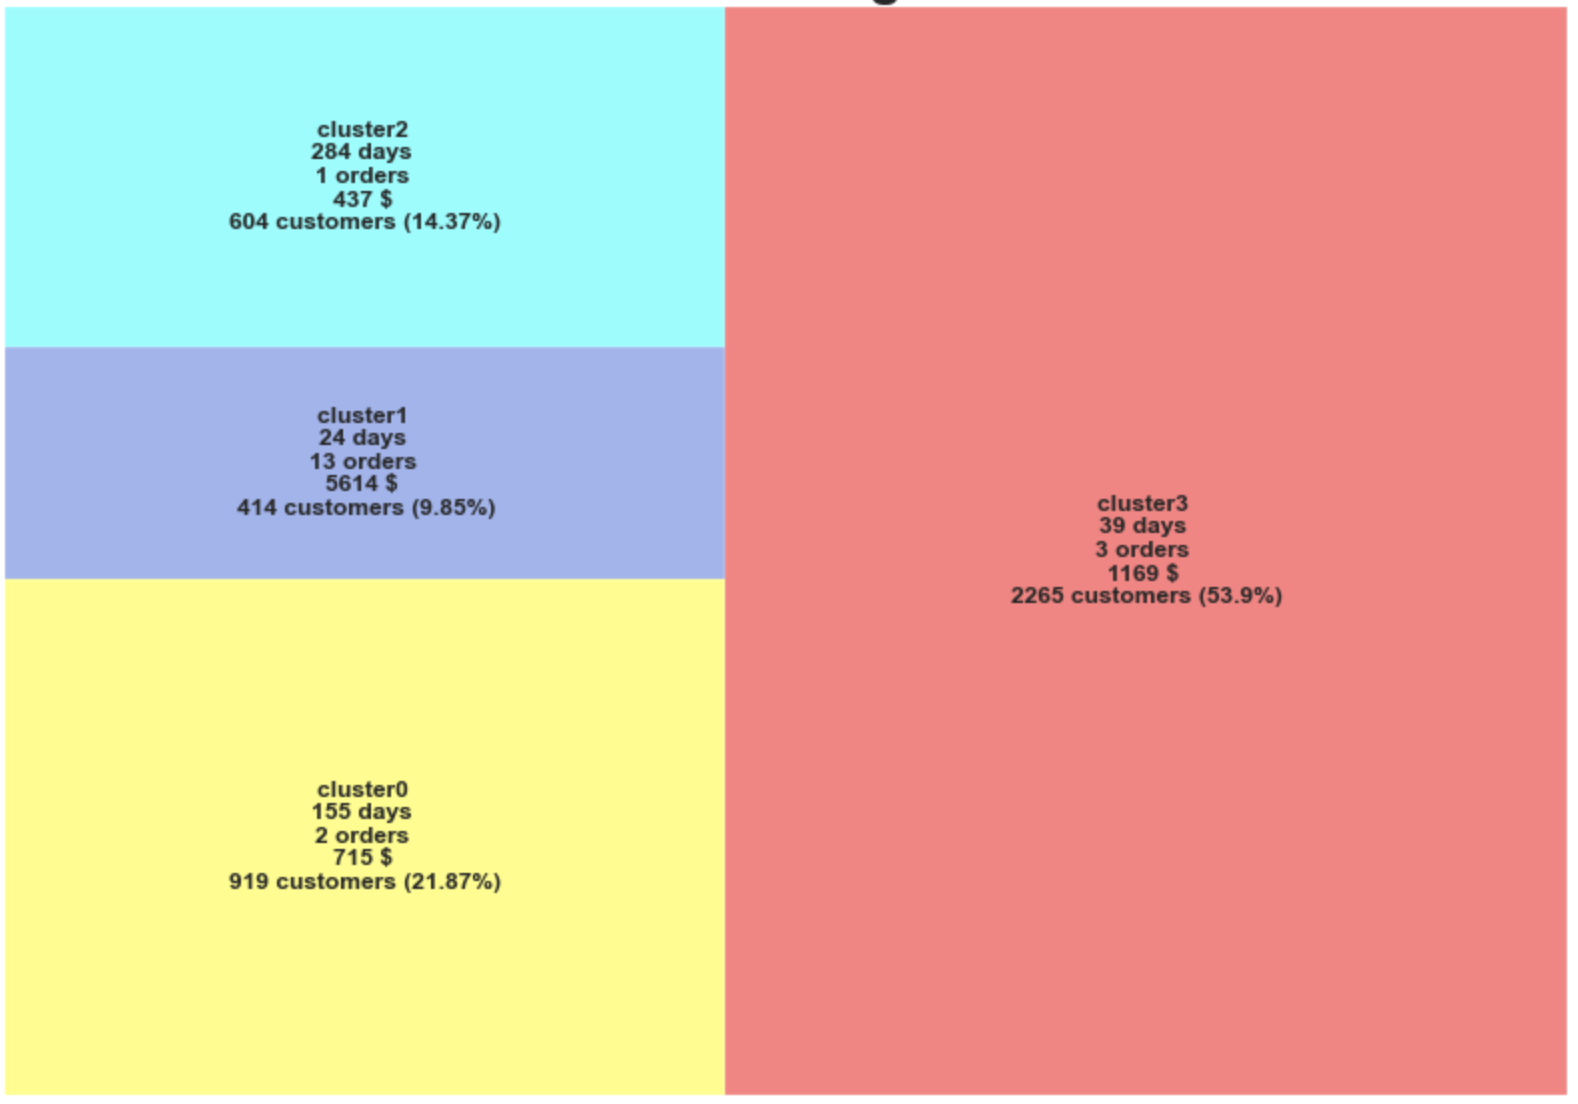 cluster2
284 days
1 orders
437 $
604 customers (14.37%)
cluster1
24 days
13 orders
5614 $
414 customers (9.85%)
cluster0
155 days
2 orders
715 $
919 customers (21.87%)
cluster3
39 days
3 orders
1169 $
2265 customers (53.9%)